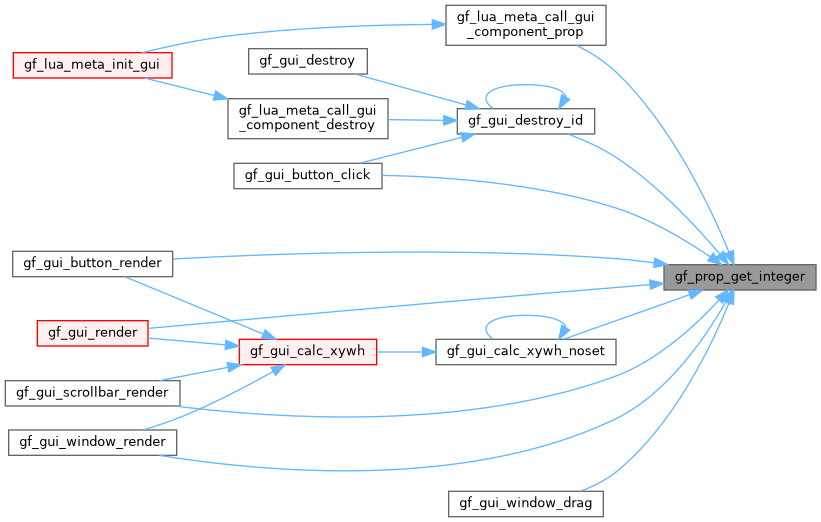 gf_lua_meta_call_gui
_component_prop
gf_lua_meta_init_gui
gf_gui_destroy
gf_lua_meta_call_gui
_component_destroy
gf_gui_destroy_id
gf_gui_button_click
gf_gui_button_render
gf_prop_get_integer
gf_gui_render
gf_gui_calc_xywh
gf_gui_calc_xywh_noset
gf_gui_scrollbar_render
gf_gui_window_render
gf_gui_window_drag